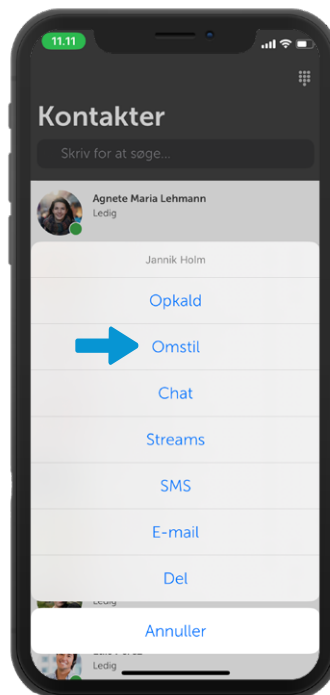 11.11
Kontakter
Skriv for at søge...
Agnete Maria Lehmann
Ledig
Jannik Holm
Opkald
Omstil
Chat
Streams
SMS
E-mail
Del
Ledig
Annuller
Ledig